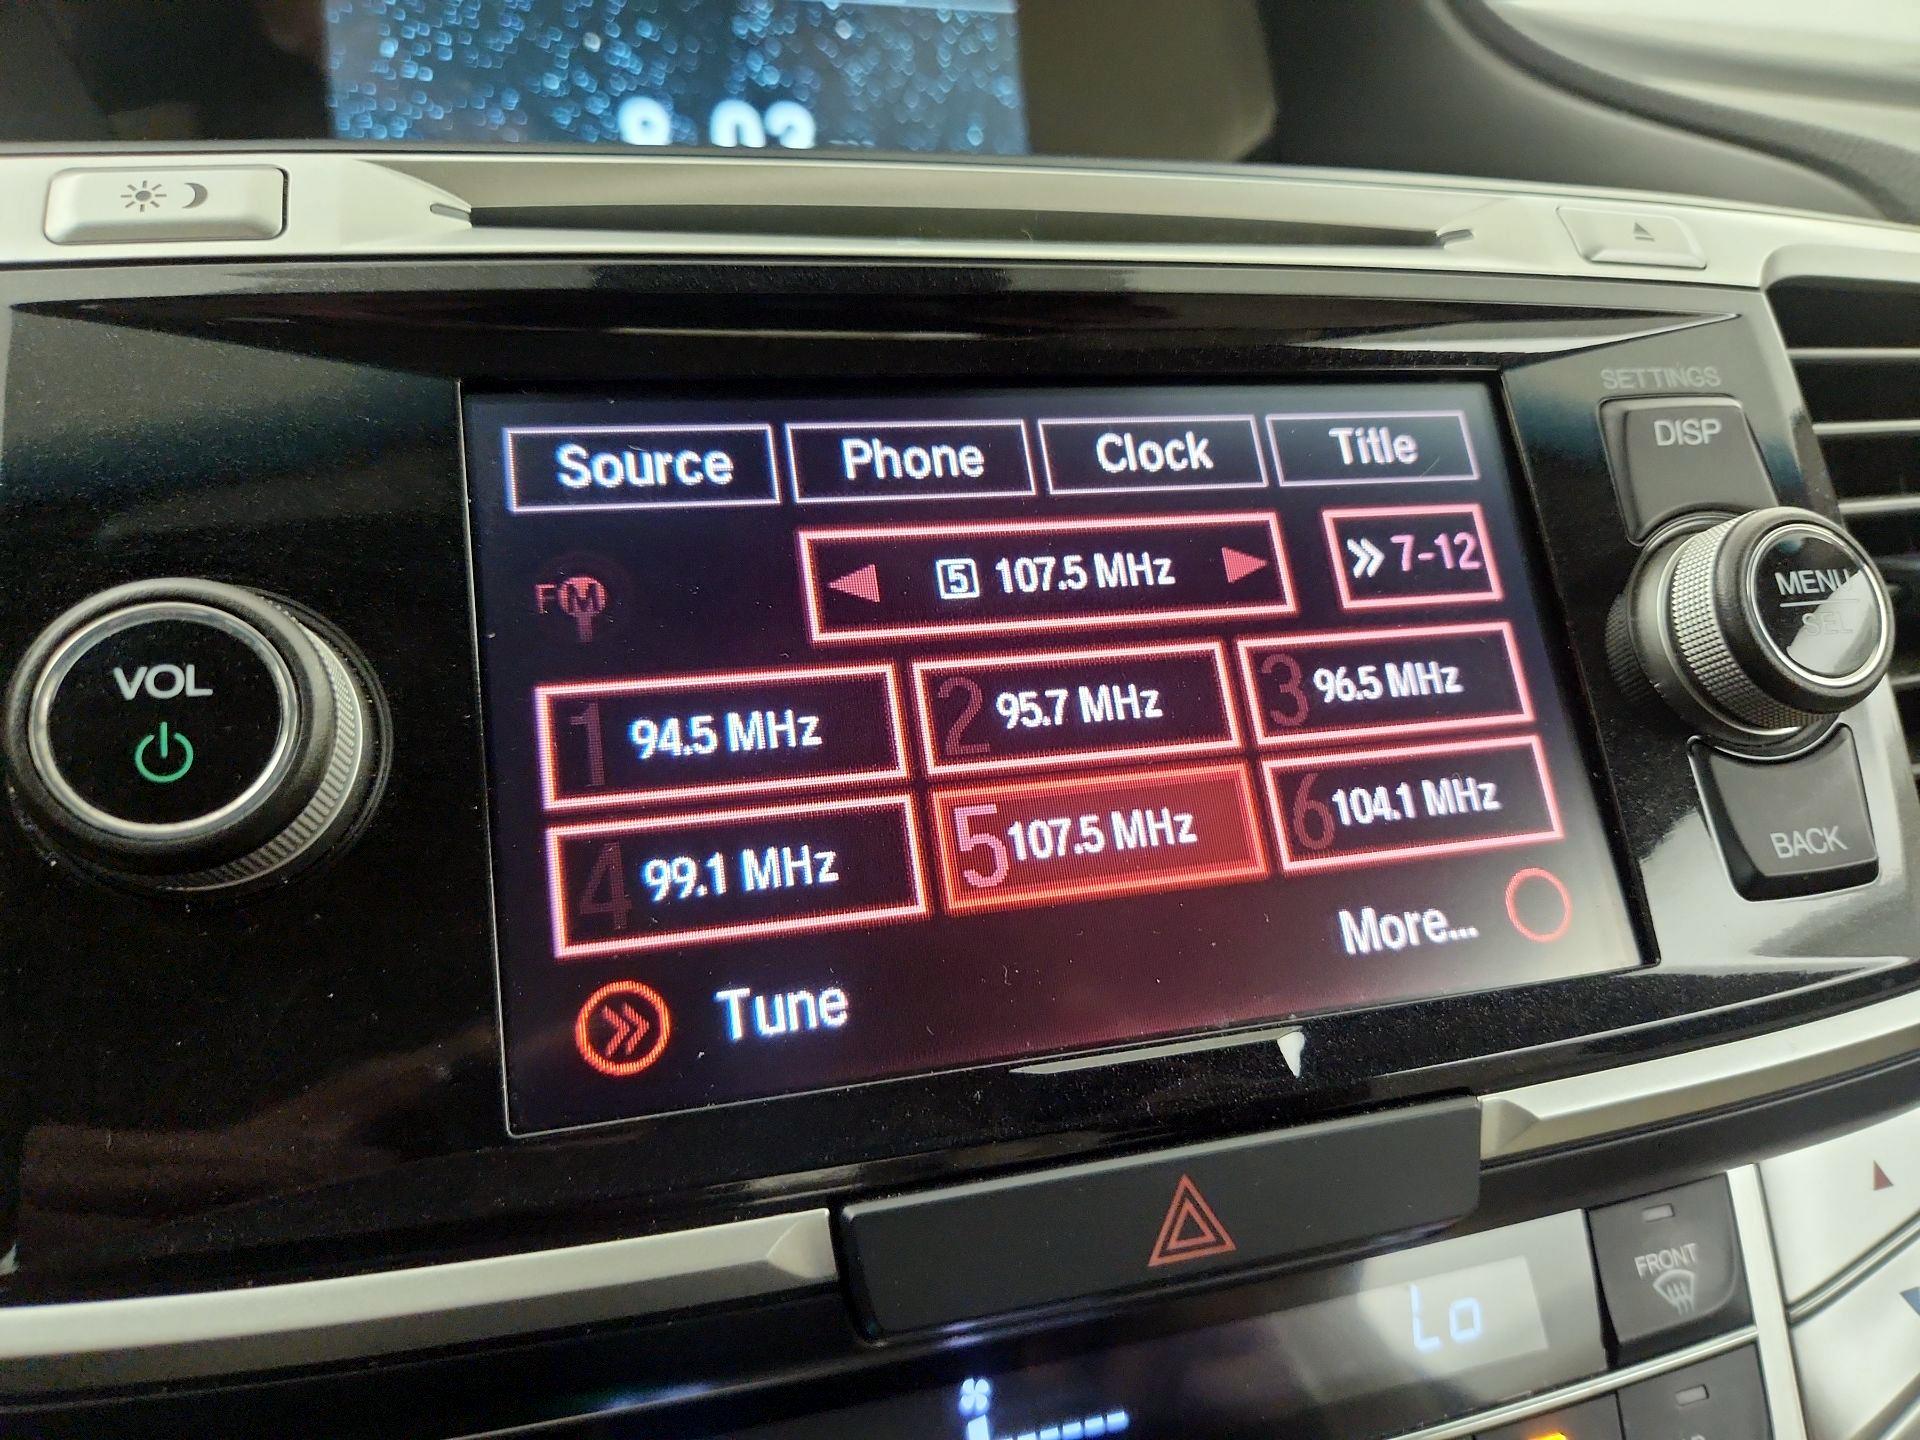 VOL
SETTINGS
DISP
MENU
SEL
BACK
Source Phone Clock Title
FM
5 107.5 MHz
7-12
1 94.5 MHz
2 95.7 MHz
3 96.5 MHz
4 99.1 MHz
5 107.5 MHz
6 104.1 MHz
More...
Tune
Lo
FRONT